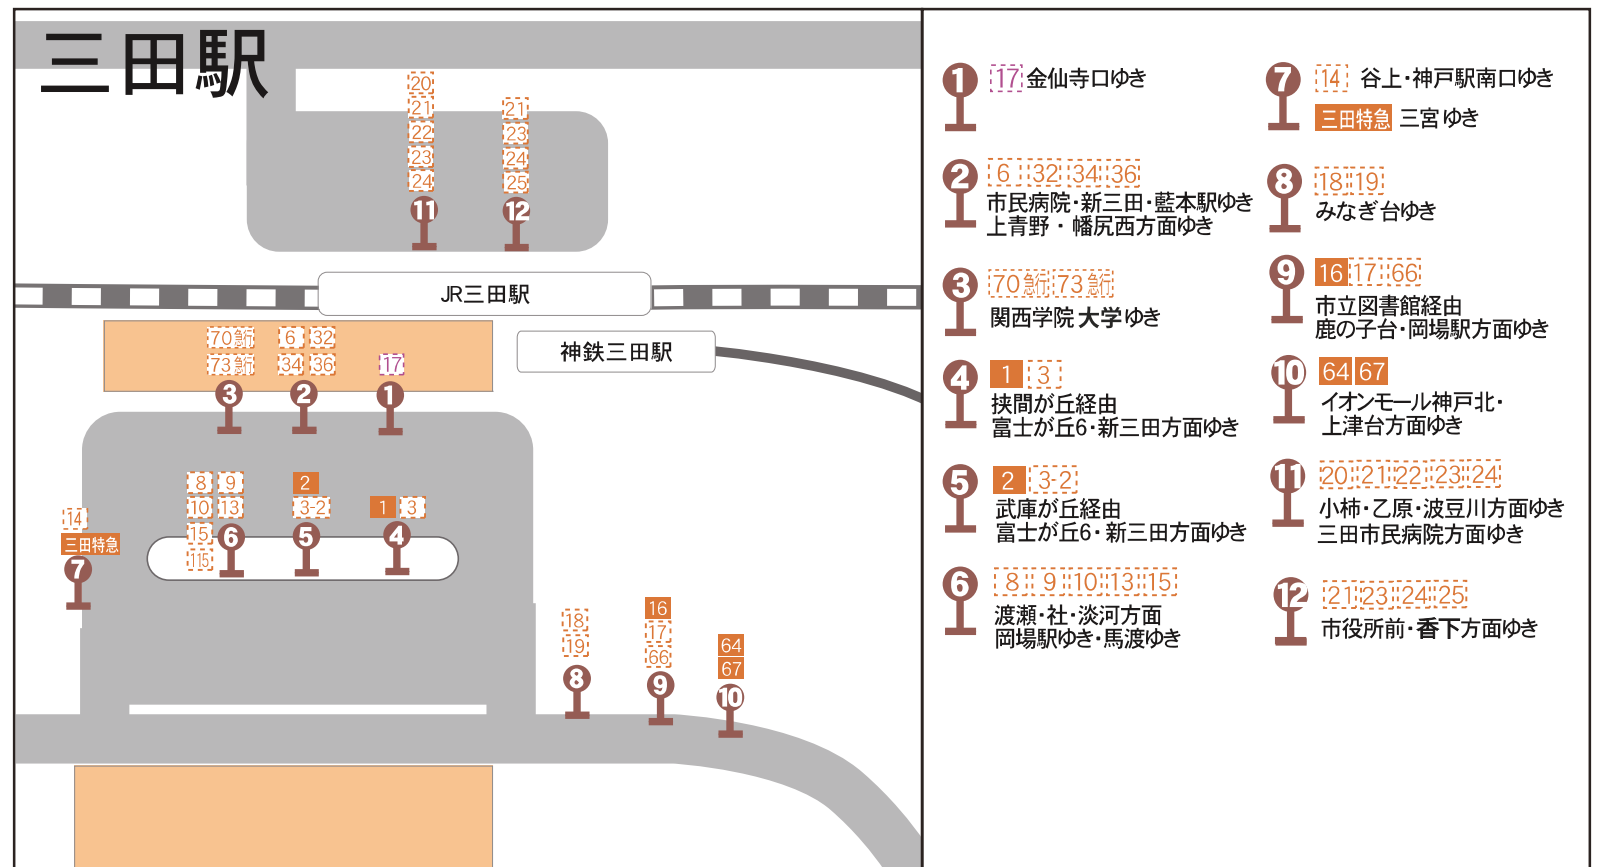 三田駅
20
21
22
23
24
11
21
23
24
25
12
JR三田駅
神鉄三田駅
70急行
73急行
3
6 32
34 36
2
17
1
8 9
10 13
15
115
6
2
3-2
5
1 3
4
14
三田特急
7
18
19
8
16
17
66
9
64
67
10
1 17 金仙寺口ゆき
2 6 32 34 36
市民病院・新三田・藍本駅ゆき
上青野・幡尻西方面ゆき
3 70急行 73急行
関西学院大学ゆき
4 1 3
挟間が丘経由
富士が丘6・新三田方面ゆき
5 2 3-2
武庫が丘経由
富士が丘6・新三田方面ゆき
6 8 9 10 13 15
渡瀬・社・淡河方面
岡場駅ゆき・馬渡ゆき
7 14 谷上・神戸駅南口ゆき
三田特急 三宮ゆき
8 18 19
みなぎ台ゆき
9 16 17 66
市立図書館経由
鹿の子台・岡場駅方面ゆき
10 64 67
イオンモール神戸北・
上津台方面ゆき
11 20 21 22 23 24
小柿・乙原・波豆川方面ゆき
三田市民病院方面ゆき
12 21 23 24 25
市役所前・香下方面ゆき